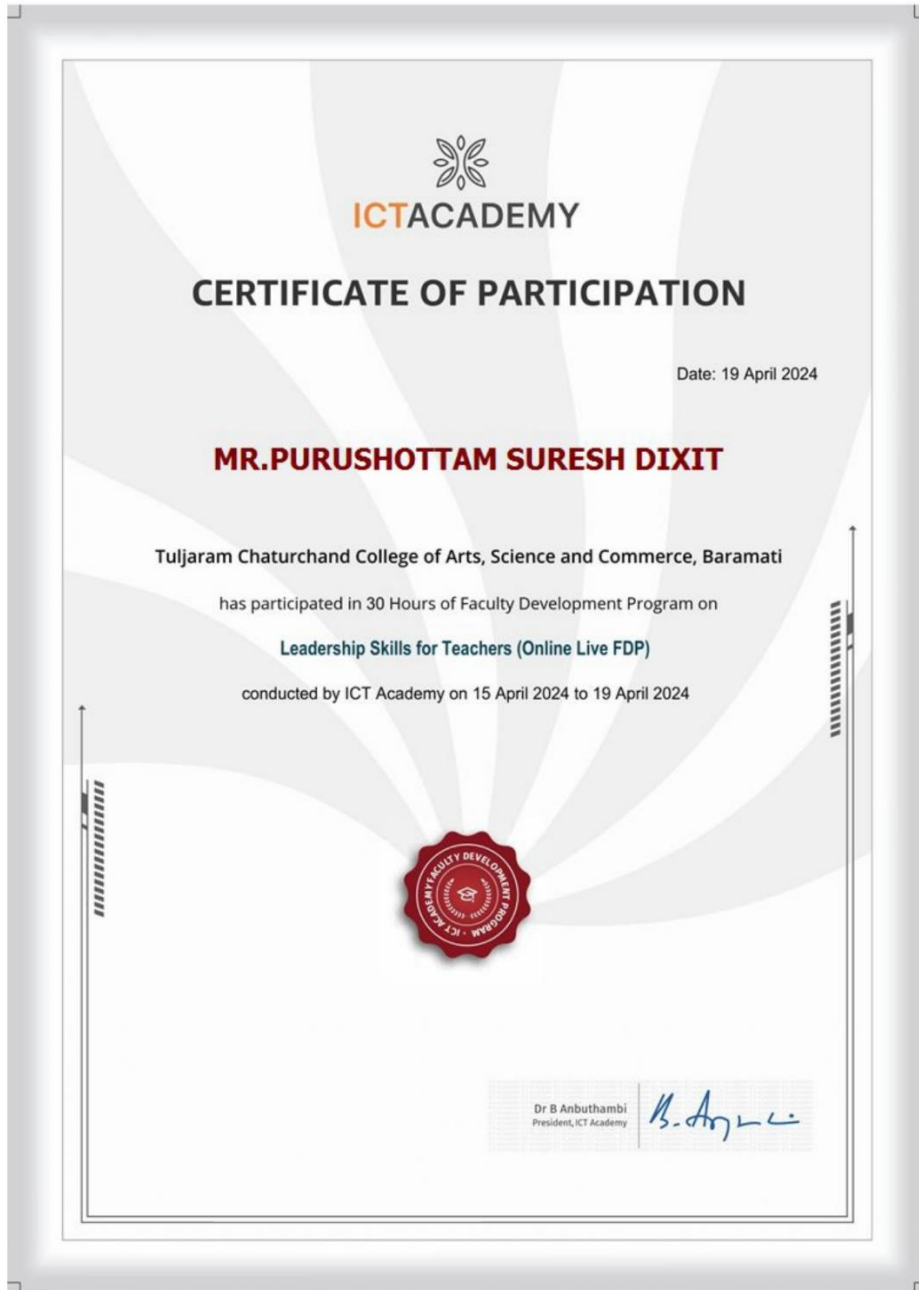 ICTACADEMY
CERTIFICATE OF PARTICIPATION
Date: 19 April 2024
MR.PURUSHOTTAM SURESH DIXIT
Tuljaram Chaturchand College of Arts, Science and Commerce, Baramati
has participated in 30 Hours of Faculty Development Program on
Leadership Skills for Teachers (Online Live FDP)
conducted by ICT Academy on 15 April 2024 to 19 April 2024
ICT ACADEMY FACULTY DEVELOPMENT PROGRAM
Dr B Anbuthambi
President, ICT Academy